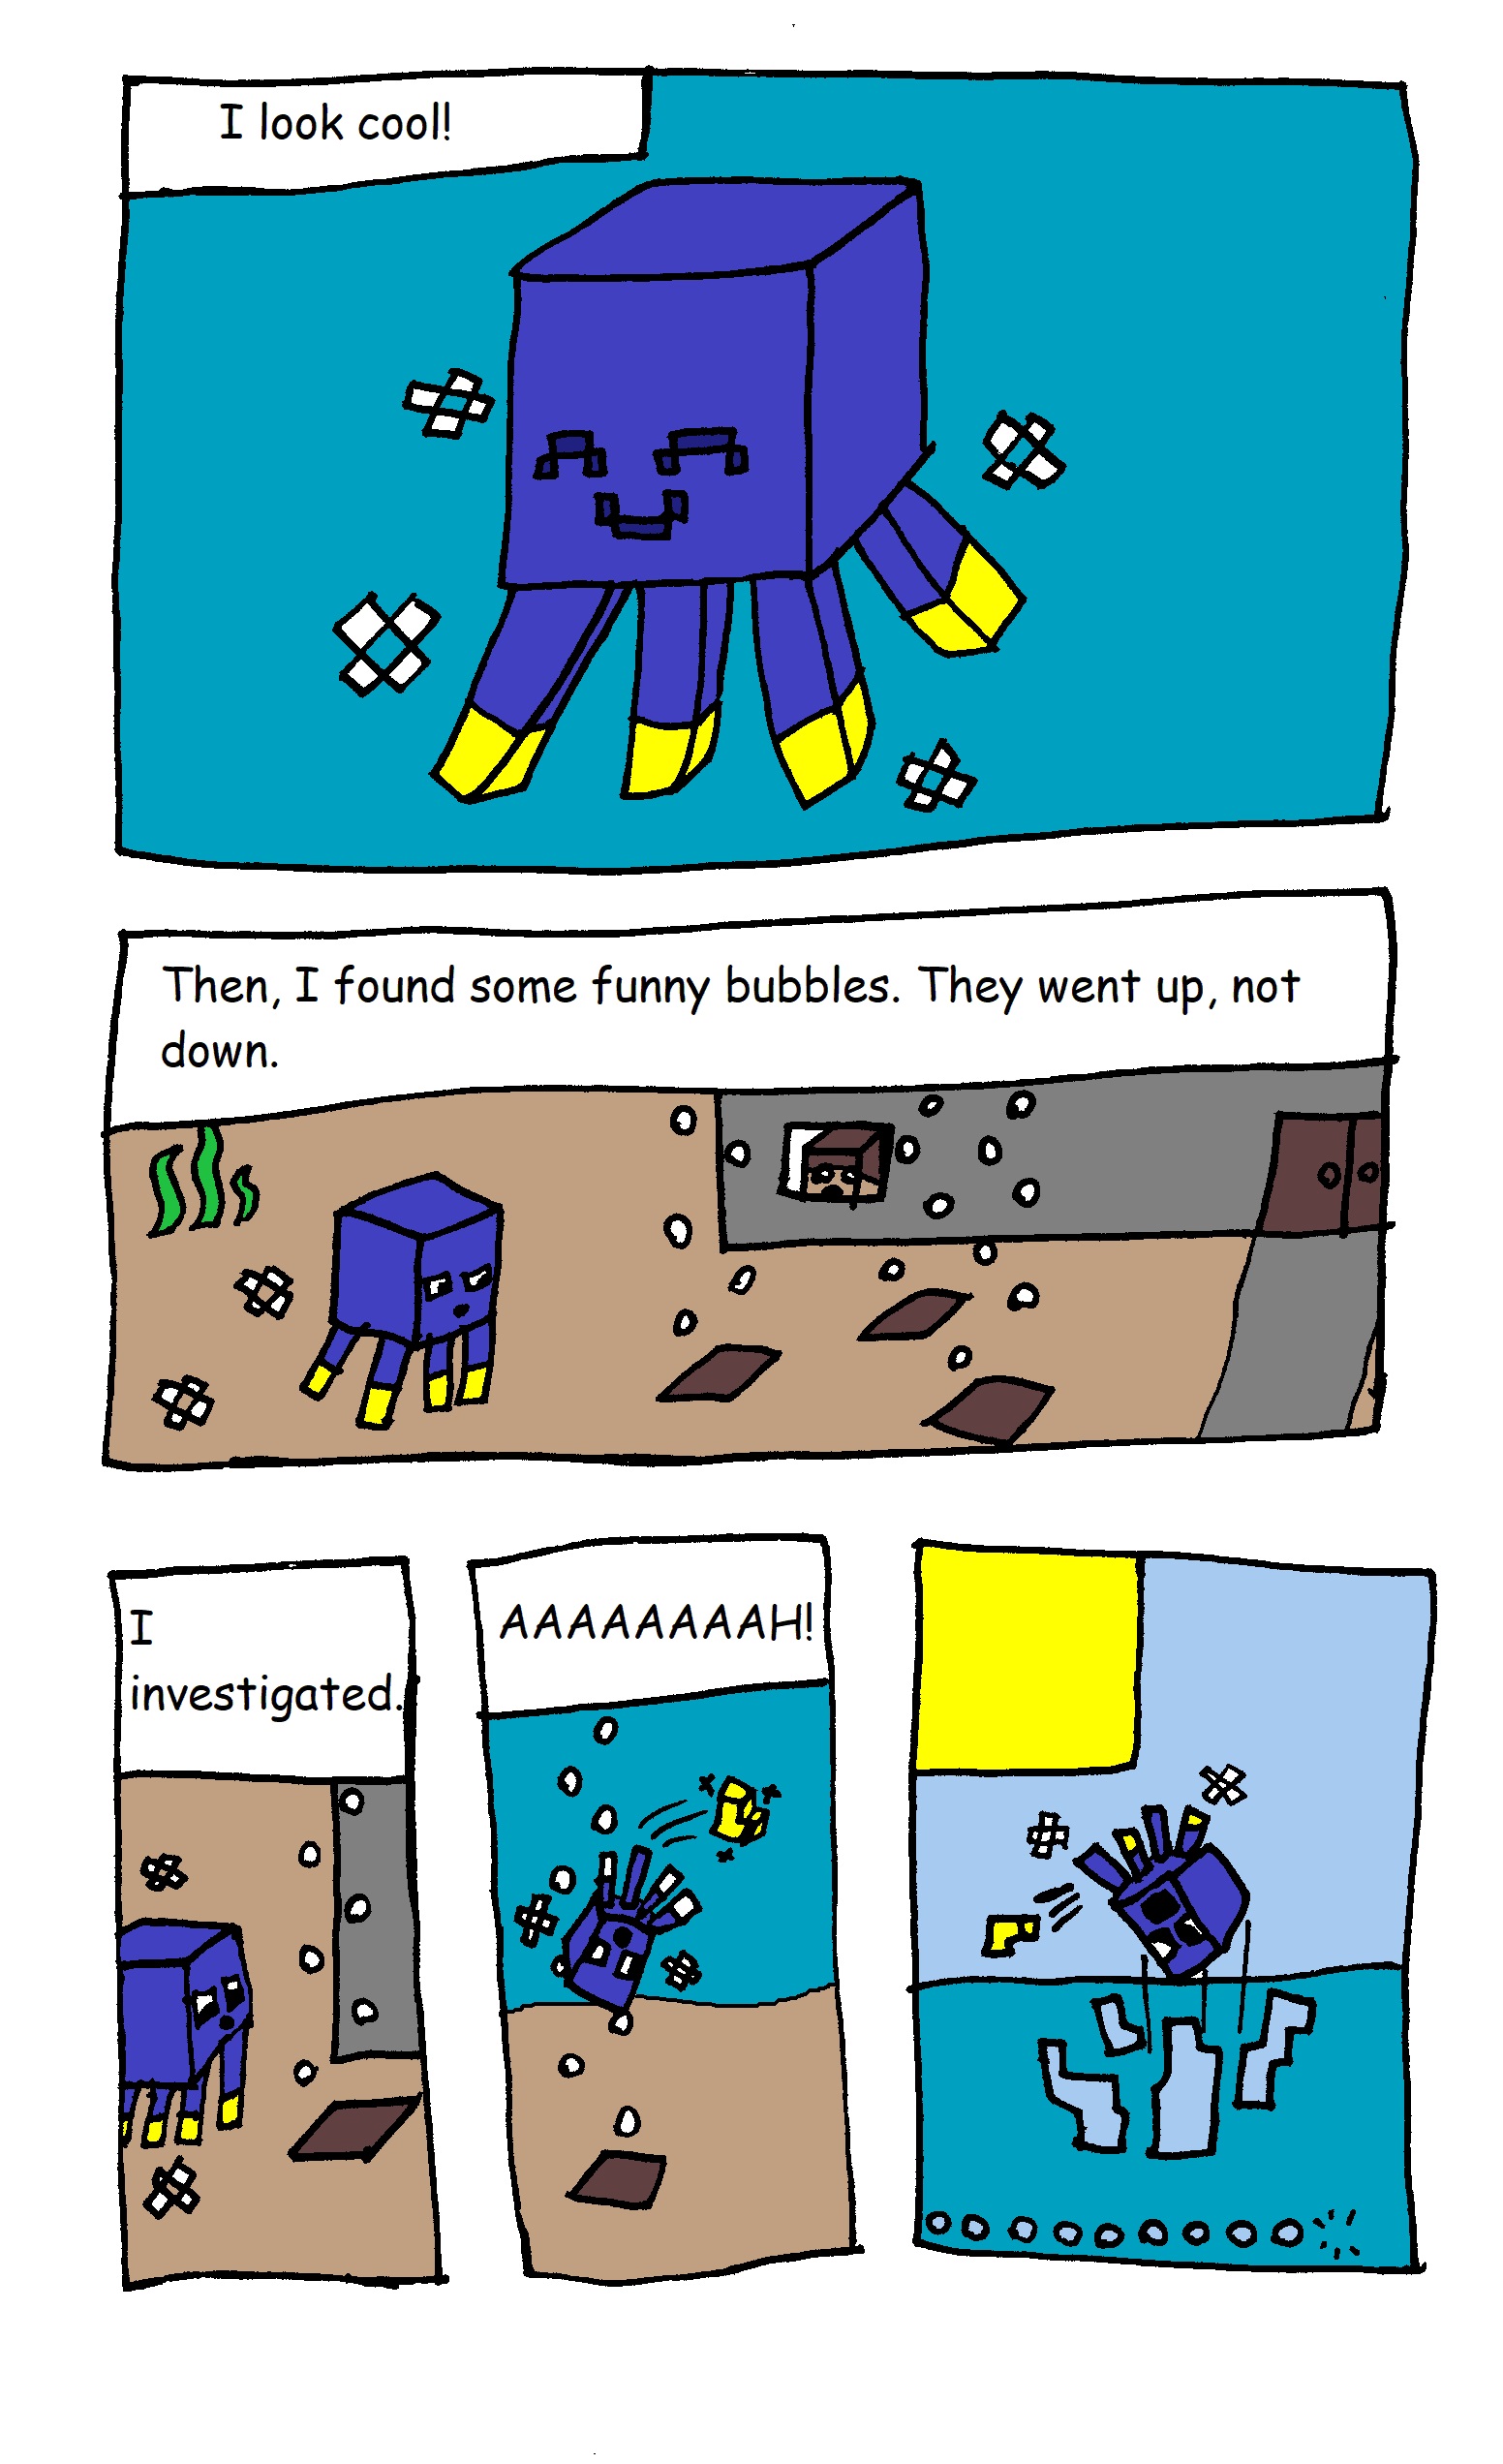 I look cool!
Then, I found some funny bubbles. They went up, not
down.
I
investigated.
AAAAAAAAH!